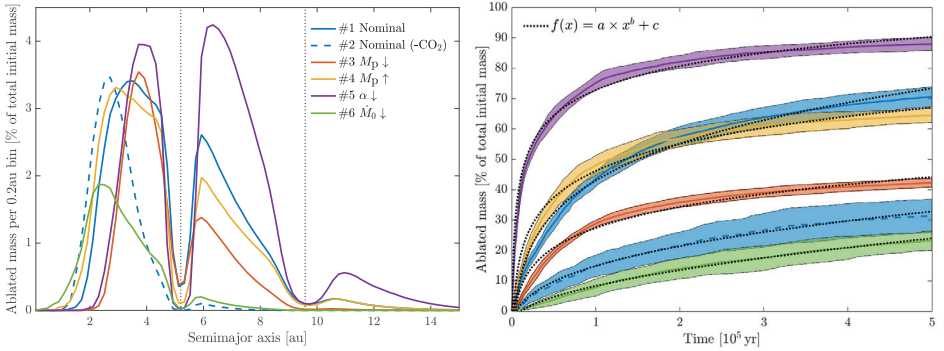 Ablated mass per 0.2au bin [% of total initial mass]
4
3
2
1
0
2 4 6 8 10 12 14
Semimajor axis [au]
#1 Nominal
#2 Nominal (-CO₂)
#3 Mₚ ↓
#4 Mₚ ↑
#5 α ↓
#6 Ṁ₀ ↓
Ablated mass [% of total initial mass]
100
90
80
70
60
50
40
30
20
10
0
0 1 2 3 4 5
Time [10⁵ yr]
f(x) = a × xᵇ + c